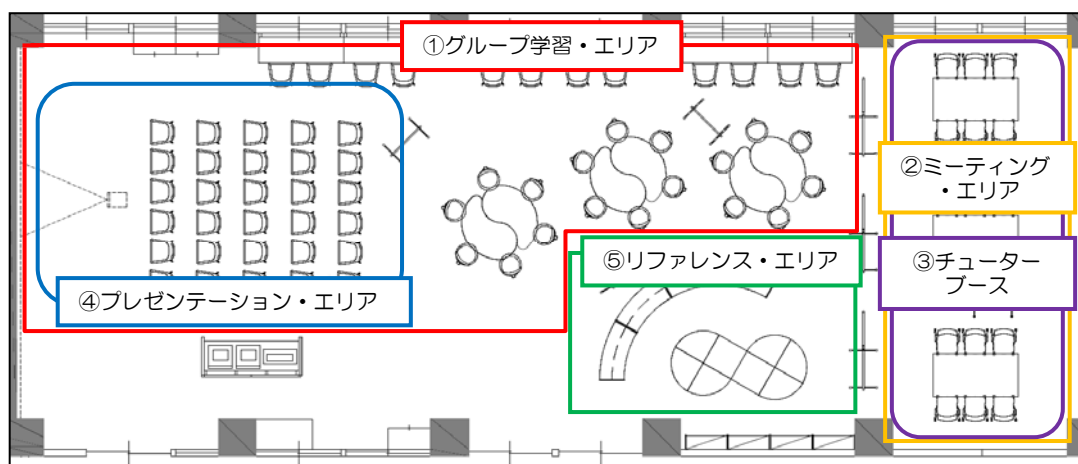 ①グループ学習・エリア
②ミーティング
・エリア
⑤リファレンス・エリア
③チューター
ブース
④プレゼンテーション・エリア